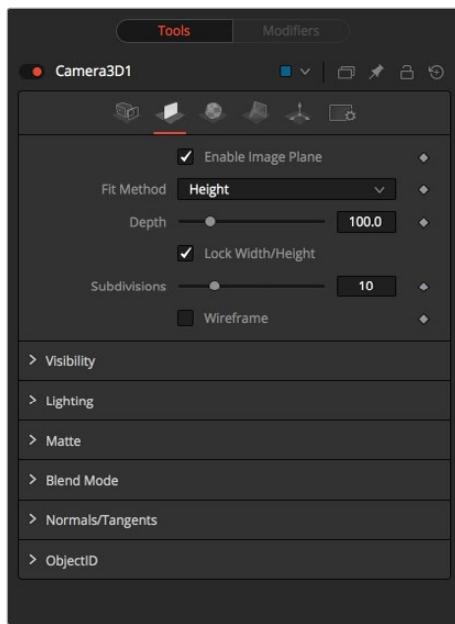 Tools Modifiers
Camera3D1
Enable Image Plane
Fit Method Height
Depth 100.0
Lock Width/Height
Subdivisions 10
Wireframe
Visibility
Lighting
Matte
Blend Mode
Normals/Tangents
ObjectID